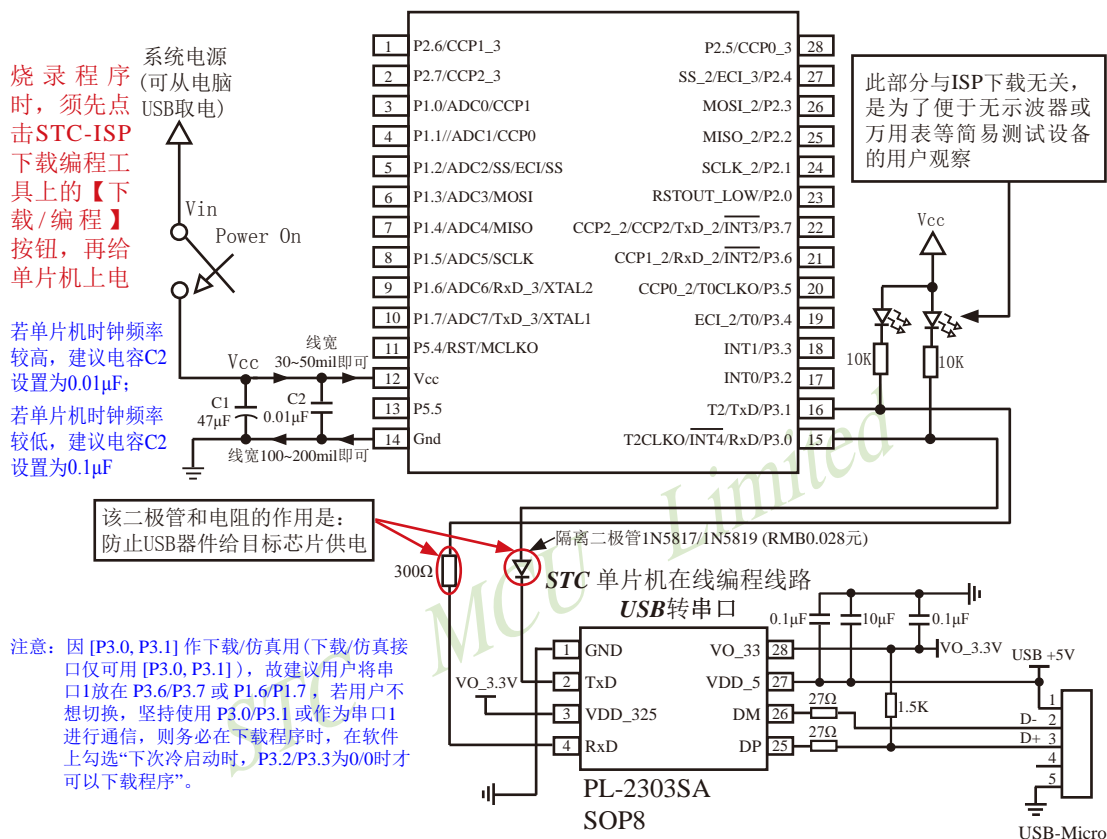 烧录程序
时，须先点
击STC-ISP
下载编程工
具上的【下
载/编程】
按钮，再给
单片机上电
系统电源
(可从电脑
USB取电)
Vin
Power On
若单片机时钟频率
较高，建议电容C2
设置为0.01μF；
若单片机时钟频率
较低，建议电容C2
设置为0.1μF
Vcc
线宽
30~50mil即可
C1
47μF
C2
0.01μF
线宽100~200mil即可
1 P2.6/CCP1_3
2 P2.7/CCP2_3
3 P1.0/ADC0/CCP1
4 P1.1//ADC1/CCP0
5 P1.2/ADC2/SS/ECI/SS
6 P1.3/ADC3/MOSI
7 P1.4/ADC4/MISO
8 P1.5/ADC5/SCLK
9 P1.6/ADC6/RxD_3/XTAL2
10 P1.7/ADC7/TxD_3/XTAL1
11 P5.4/RST/MCLKO
12 Vcc
13 P5.5
14 Gnd
P2.5/CCP0_3 28
SS_2/ECI_3/P2.4 27
MOSI_2/P2.3 26
MISO_2/P2.2 25
SCLK_2/P2.1 24
RSTOUT_LOW/P2.0 23
CCP2_2/CCP2/TxD_2/INT3/P3.7 22
CCP1_2/RxD_2/INT2/P3.6 21
CCP0_2/T0CLKO/P3.5 20
ECI_2/T0/P3.4 19
INT1/P3.3 18
INT0/P3.2 17
T2/TxD/P3.1 16
T2CLKO/INT4/RxD/P3.0 15
此部分与ISP下载无关，
是为了便于无示波器或
万用表等简易测试设备
的用户观察
Vcc
10K
10K
该二极管和电阻的作用是：
防止USB器件给目标芯片供电
300Ω
隔离二极管1N5817/1N5819 (RMB0.028元)
STC 单片机在线编程线路
USB转串口
0.1μF
10μF
0.1μF
注意：因 [P3.0, P3.1] 作下载/仿真用(下载/仿真接
口仅可用 [P3.0, P3.1] )，故建议用户将串
口1放在 P3.6/P3.7 或 P1.6/P1.7，若用户不
想切换，坚持使用 P3.0/P3.1 或作为串口1
进行通信，则务必在下载程序时，在软件
上勾选“下次冷启动时，P3.2/P3.3为0/0时才
可以下载程序”。
VO_3.3V
1 GND
2 TxD
3 VDD_325
4 RxD
VO_33 28
VDD_5 27
DM 26
DP 25
VO_3.3V
USB +5V
27Ω
27Ω
1.5K
D-
D+
1
2
3
4
5
PL-2303SA
SOP8
USB-Micro
STC MCU Limited